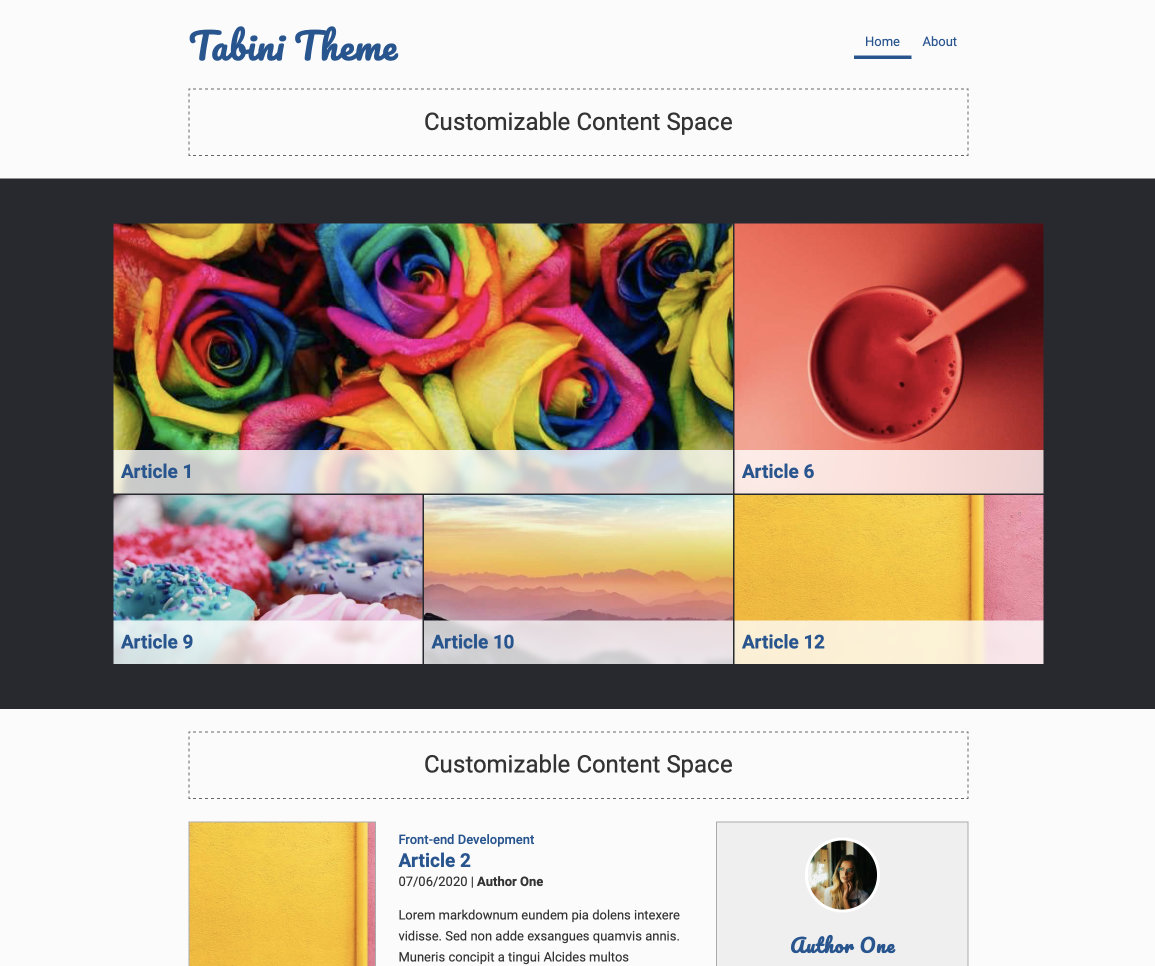 Tabini Theme
Home About
Customizable Content Space
Article 1
Article 6
Article 9
Article 10
Article 12
Customizable Content Space
Front-end Development
Article 2
07/06/2020 | Author One
Lorem markdownum eundem pia dolens intexere
vidisse. Sed non adde exsangues quamvis annis.
Muneris concipit a tingui Alcides multos
Author One